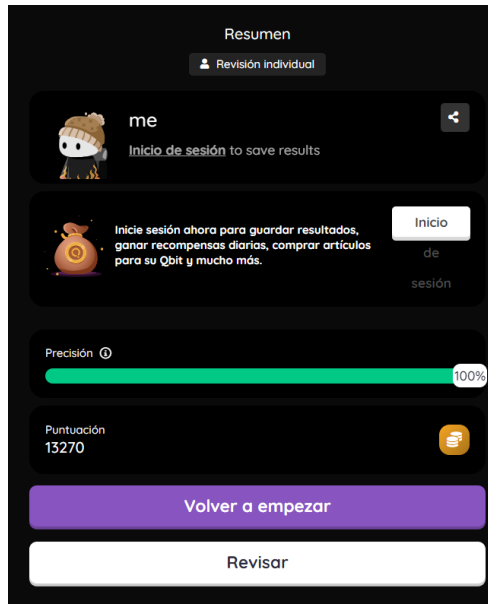 Resumen
Revisión individual
me
Inicio de sesión to save results
Inicie sesión ahora para guardar resultados,
ganar recompensas diarias, comprar artículos
para su Qbit y mucho más.
Inicio
de
sesión
Precisión
100%
Puntuación
13270
Volver a empezar
Revisar